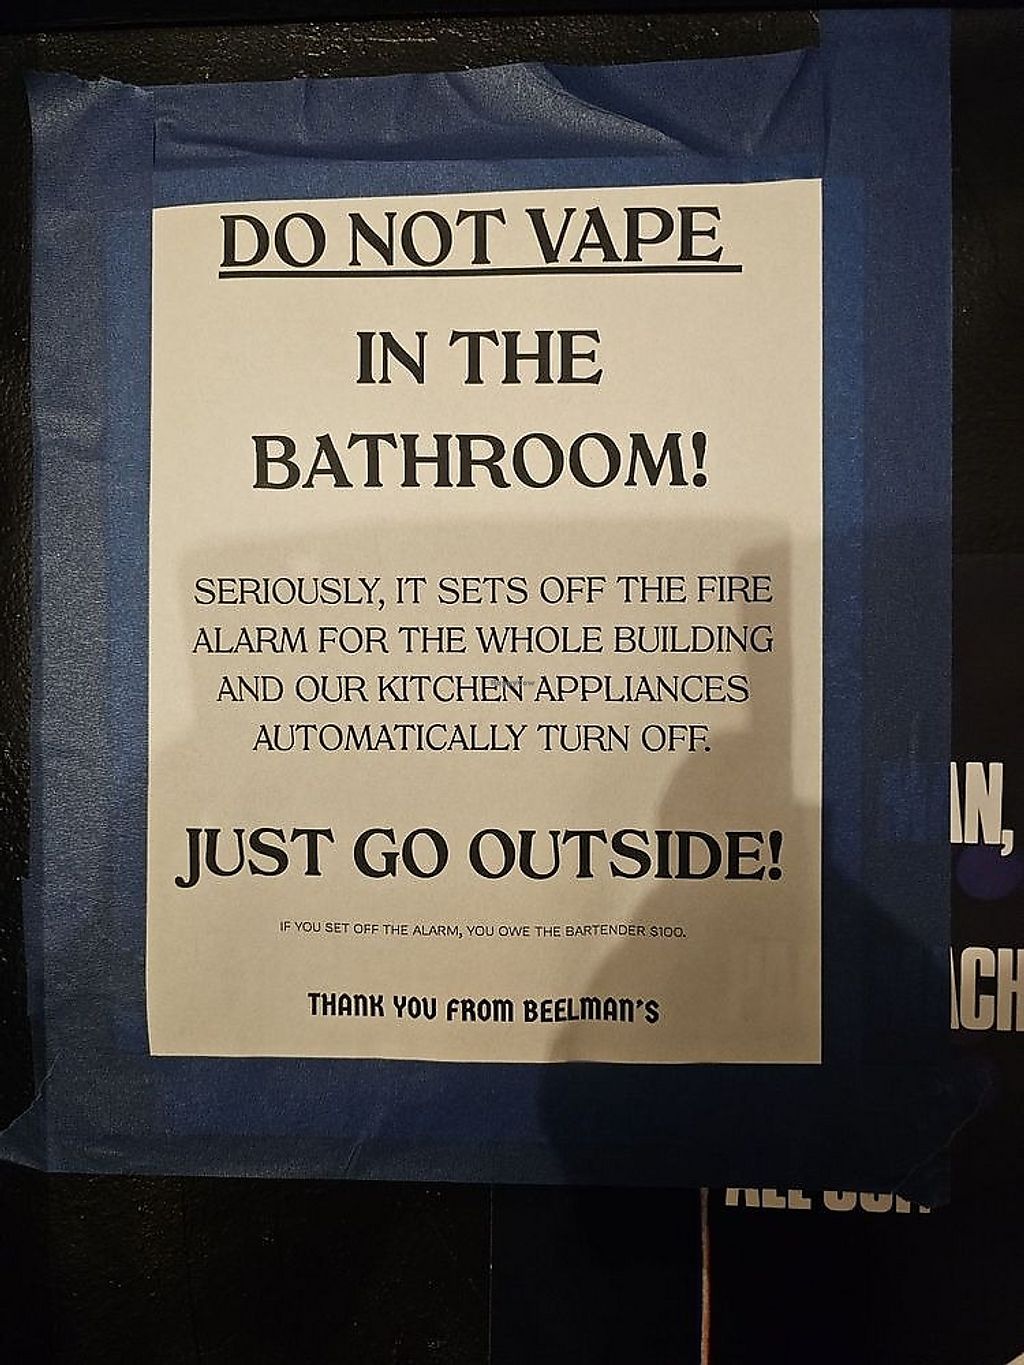 DO NOT VAPE
IN THE
BATHROOM!
SERIOUSLY, IT SETS OFF THE FIRE
ALARM FOR THE WHOLE BUILDING
AND OUR KITCHEN APPLIANCES
AUTOMATICALLY TURN OFF.
JUST GO OUTSIDE!
IF YOU SET OFF THE ALARM, YOU OWE THE BARTENDER $100.
THANK YOU FROM BEELMAN'S